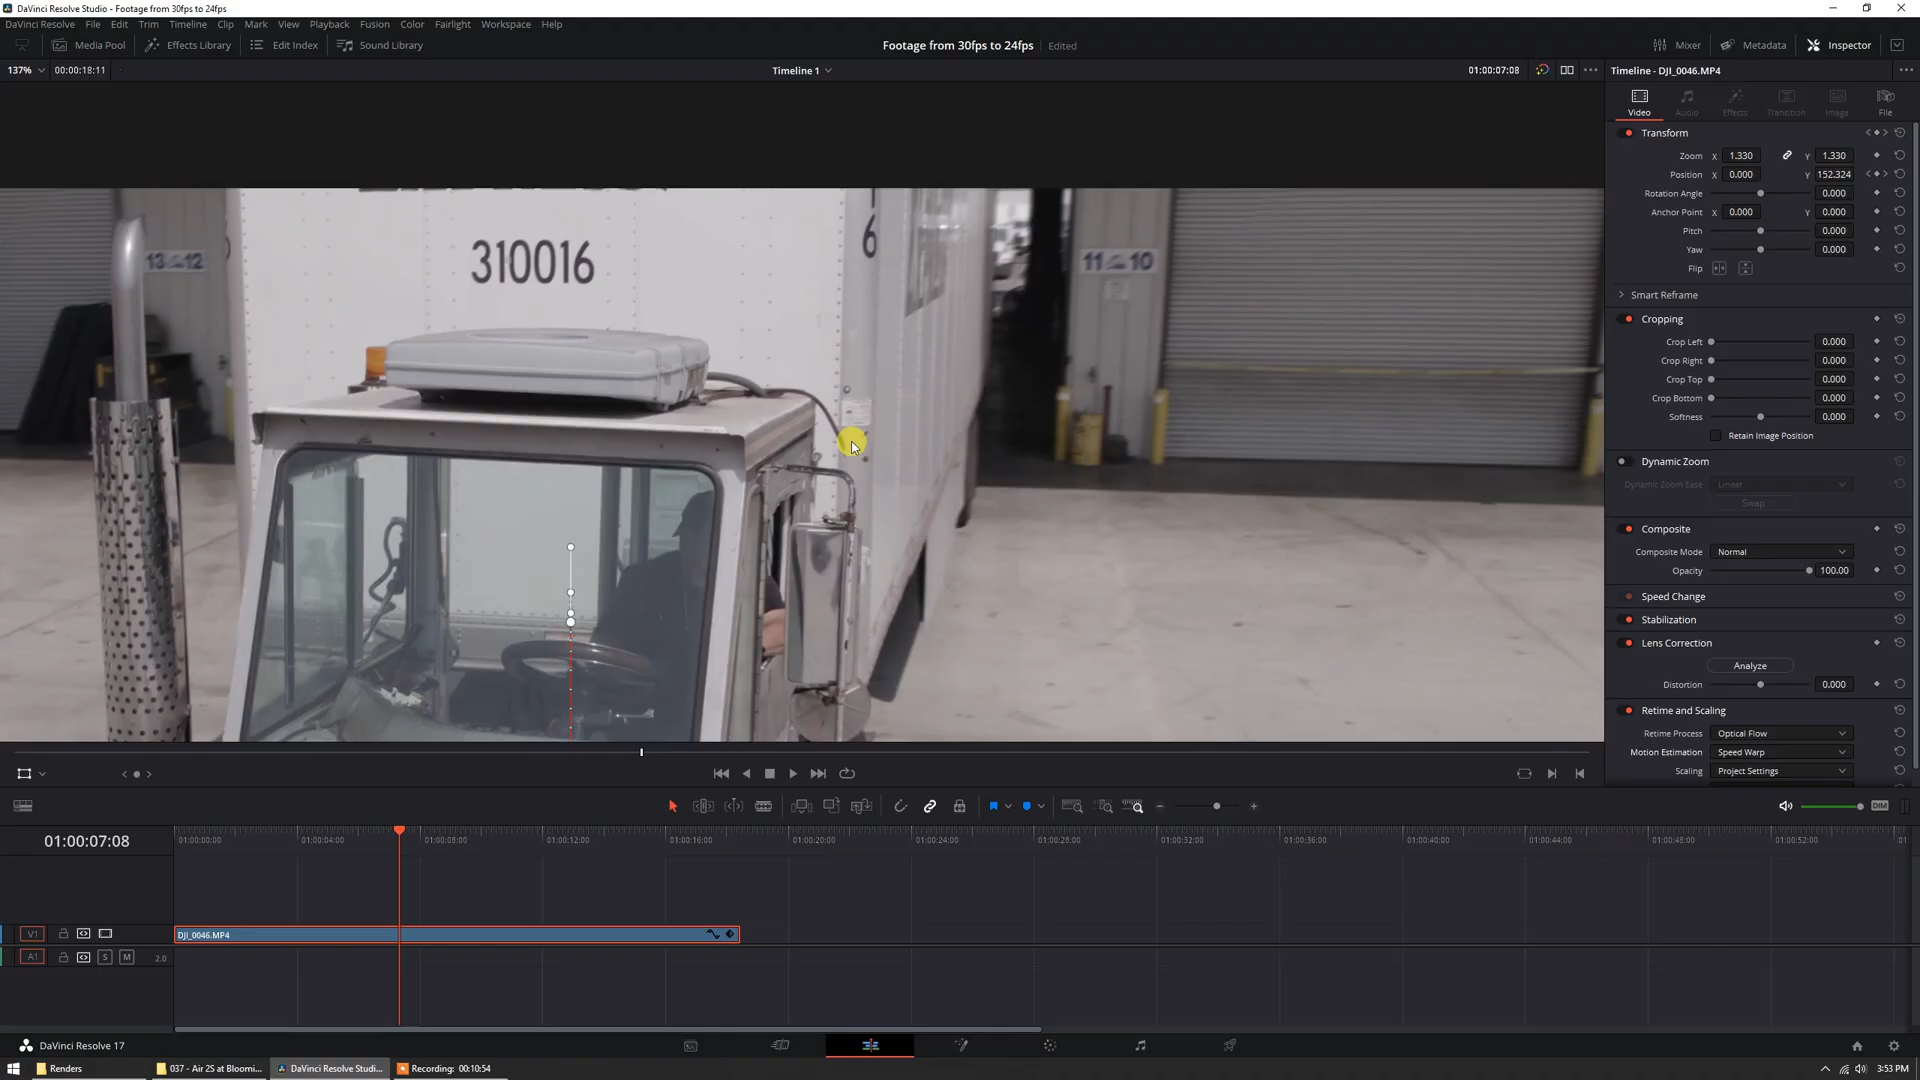 DaVinci Resolve Studio - Footage from 30fps to 24fps
DaVinci Resolve File Edit Trim Timeline Clip Mark View Playback Fusion Color Fairlight Workspace Help
Media Pool Effects Library Edit Index Sound Library Footage from 30fps to 24fps Edited Mixer Metadata Inspector
137% 00:00:18:11 Timeline 1 01:00:07:08 Timeline - DJI_0046.MP4
Video Audio Effects Transition Image File
Transform
Zoom X 1.330 Y 1.330
Position X 0.000 Y 152.324
Rotation Angle 0.000
Anchor Point X 0.000 Y 0.000
Pitch 0.000
Yaw 0.000
Flip
Smart Reframe
Cropping
Crop Left 0.000
Crop Right 0.000
Crop Top 0.000
Crop Bottom 0.000
Softness 0.000
Retain Image Position
Dynamic Zoom
Dynamic Zoom Ease Linear
Swap
Composite
Composite Mode Normal
Opacity 100.00
Speed Change
Stabilization
Lens Correction
Analyze
Distortion 0.000
Retime and Scaling
Retime Process Optical Flow
Motion Estimation Speed Warp
Scaling Project Settings
310016
6
13 12
11 10
DIM
01:00:07:08 01:00:00:00 01:00:04:00 01:00:08:00 01:00:12:00 01:00:16:00 01:00:20:00 01:00:24:00 01:00:28:00 01:00:32:00 01:00:36:00 01:00:40:00 01:00:44:00 01:00:48:00 01:00:52:00
V1 DJI_0046.MP4
A1 S M 2.0
DaVinci Resolve 17
Renders 037 - Air 2S at Bloomi... DaVinci Resolve Studi... Recording: 00:10:54 3:53 PM